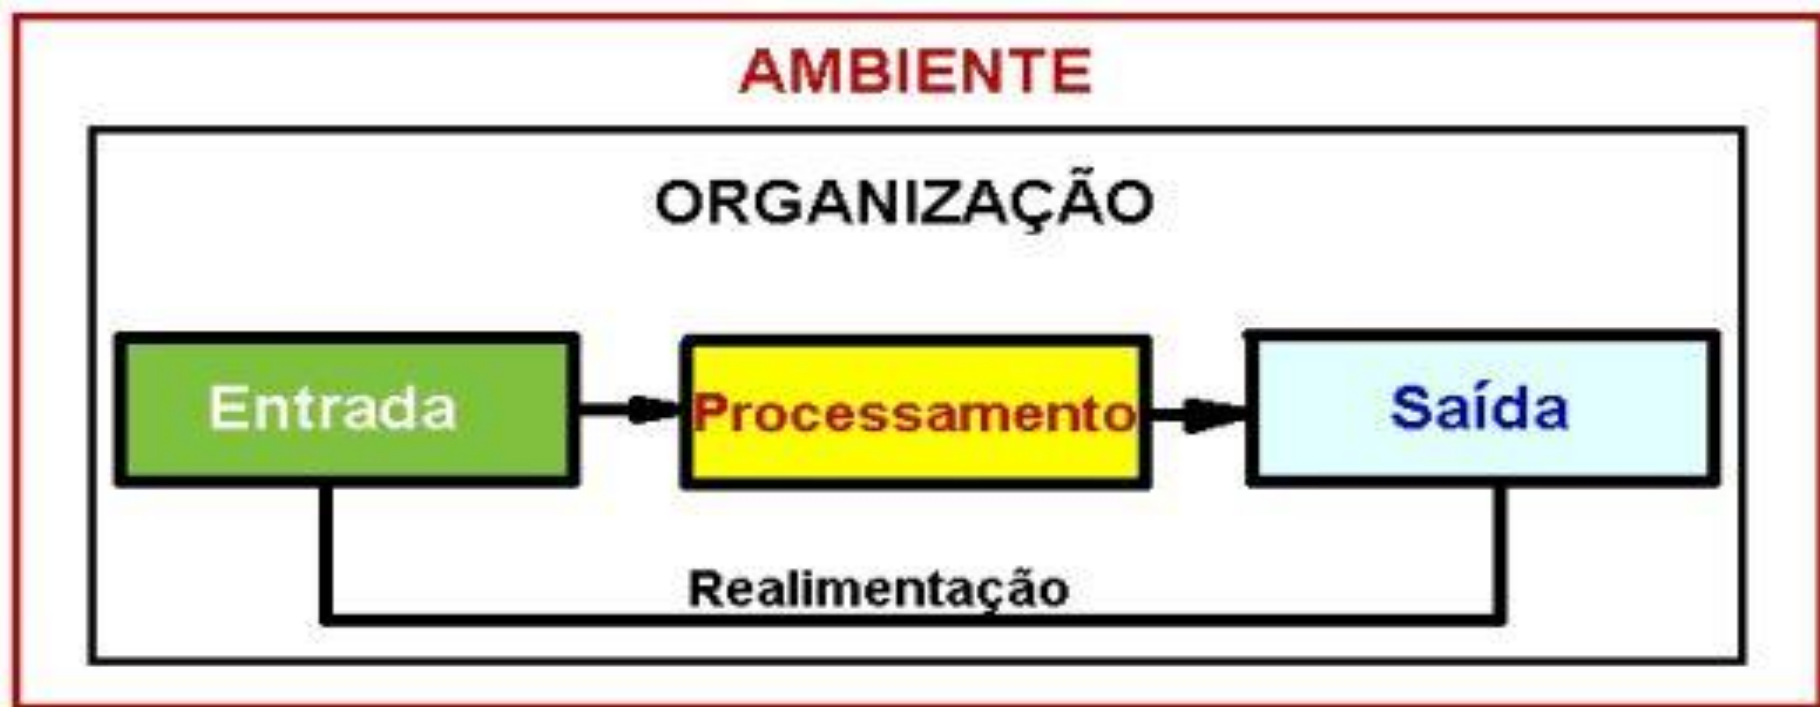 AMBIENTE
ORGANIZAÇÃO
Entrada
Processamento
Saída
Realimentação